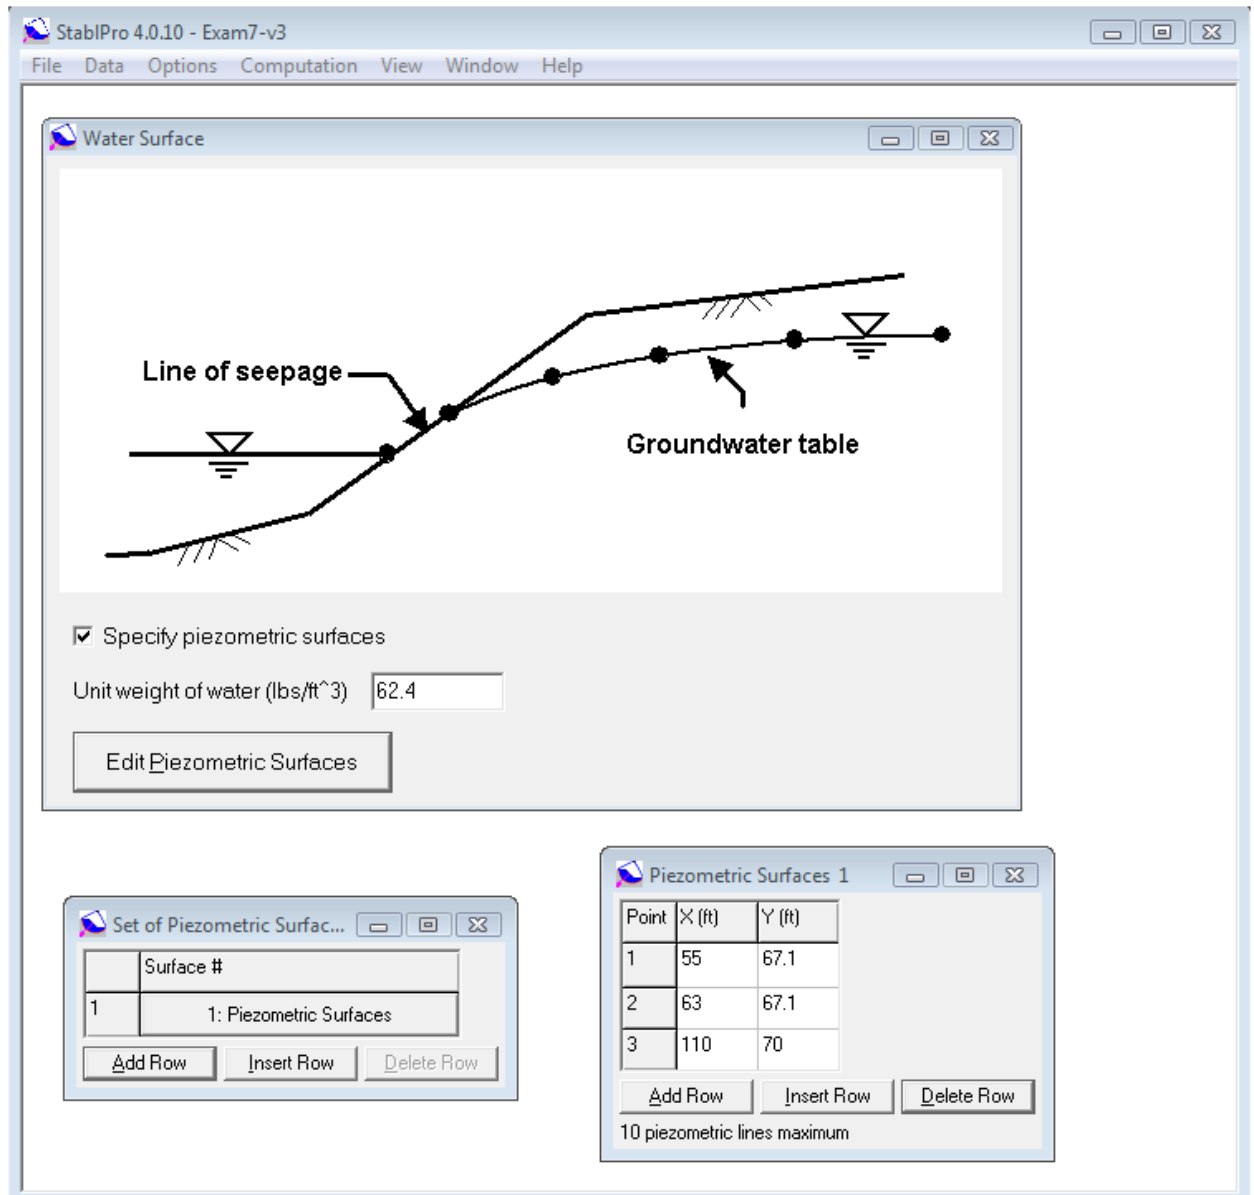 StablPro 4.0.10 - Exam7-v3
File Data Options Computation View Window Help
Water Surface
Line of seepage
Groundwater table
Specify piezometric surfaces
Unit weight of water (lbs/ft^3) 62.4
Edit Piezometric Surfaces
Set of Piezometric Surfac...
Surface #
1 1: Piezometric Surfaces
Add Row Insert Row Delete Row
Piezometric Surfaces 1
Point X (ft) Y (ft)
1 55 67.1
2 63 67.1
3 110 70
Add Row Insert Row Delete Row
10 piezometric lines maximum